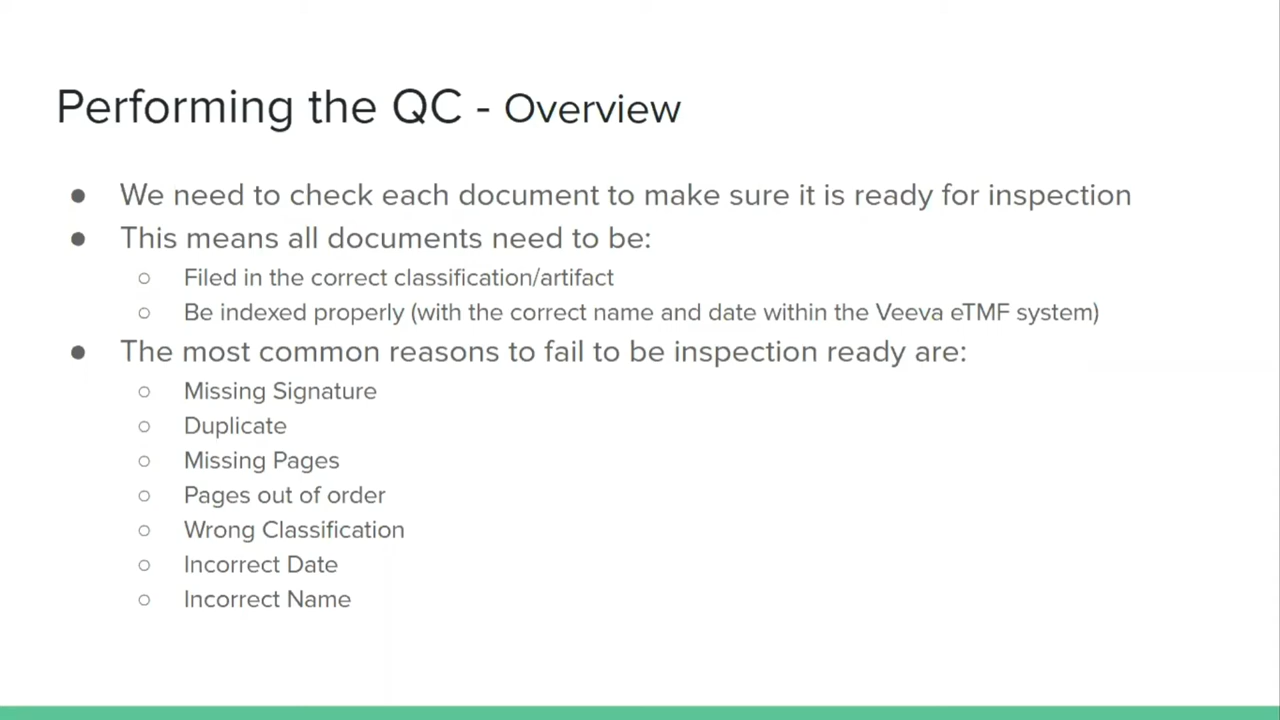 Performing the QC - Overview
● We need to check each document to make sure it is ready for inspection
● This means all documents need to be:
○ Filed in the correct classification/artifact
○ Be indexed properly (with the correct name and date within the Veeva eTMF system)
● The most common reasons to fail to be inspection ready are:
○ Missing Signature
○ Duplicate
○ Missing Pages
○ Pages out of order
○ Wrong Classification
○ Incorrect Date
○ Incorrect Name